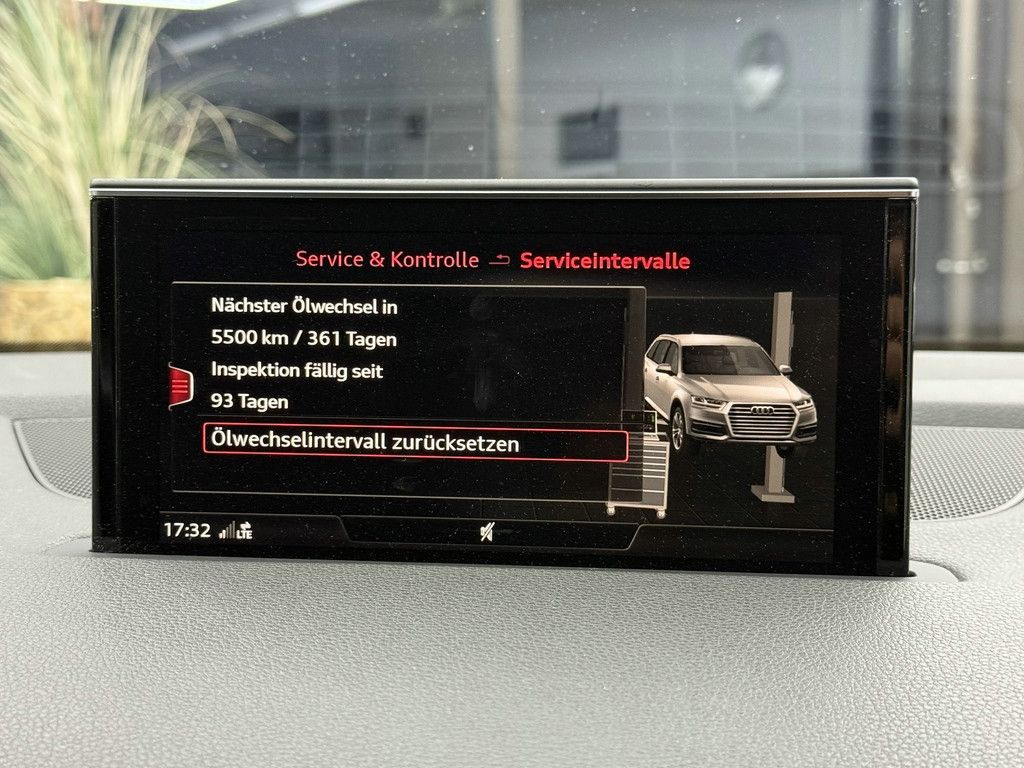 Service & Kontrolle Serviceintervalle
Nächster Ölwechsel in
5500 km / 361 Tagen
Inspektion fällig seit
93 Tagen
Ölwechselintervall zurücksetzen
17:32 LTE